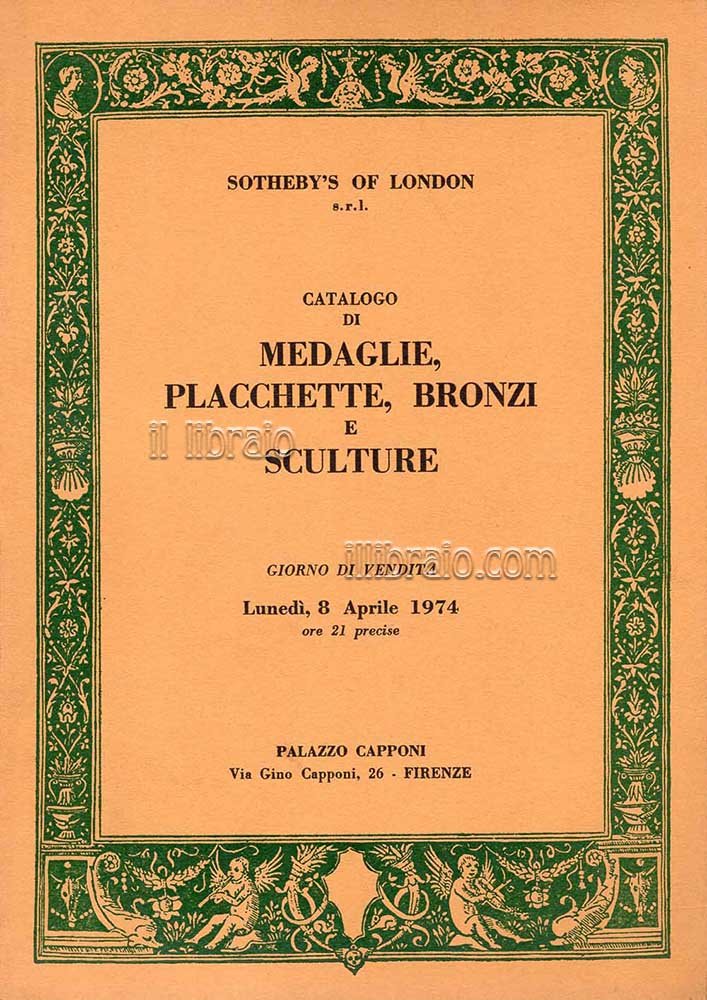 SOTHEBY'S OF LONDON
s.r.l.
CATALOGO
DI
MEDAGLIE,
PLACCHETTE, BRONZI
E
il libraio
SCULTURE
GIORNO DI VENDITA
illibraio.com
Lunedì, 8 Aprile 1974
ore 21 precise
PALAZZO CAPPONI
Via Gino Capponi, 26 - FIRENZE